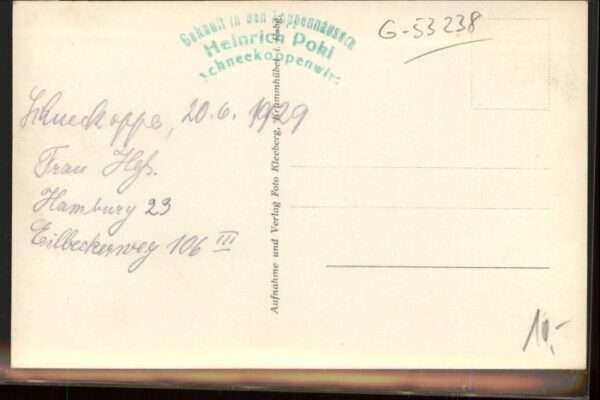 Gekauft in den Koppenhäusern
Heinrich Pohl
Schneekoppenwirt
G-53238
Schneekoppe, 20.6. 1929
Frau Heß.
Hamburg 23
Eilbeckerweg 106 III
Aufnahme und Verlag Foto Kleeberg, Krummhübel i. Rsgb.
10,-